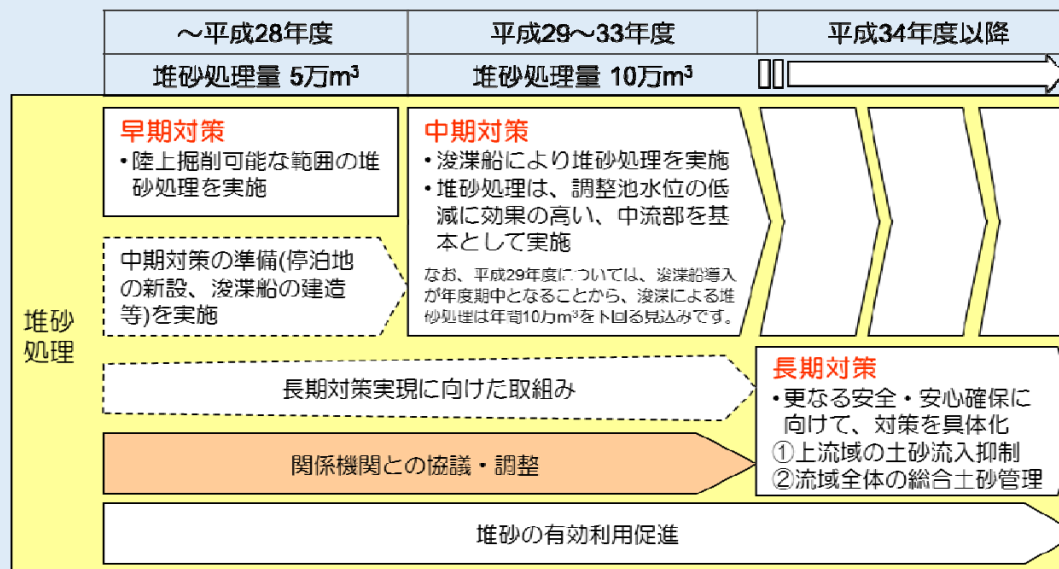 ～平成28年度
平成29～33年度
平成34年度以降
堆砂処理量 5万m³
堆砂処理量 10万m³
堆砂
処理
早期対策
・陸上掘削可能な範囲の堆
砂処理を実施
中期対策の準備(停泊地
の新設、浚渫船の建造
等)を実施
中期対策
・浚渫船により堆砂処理を実施
・堆砂処理は、調整池水位の低
減に効果の高い、中流部を基
本として実施
なお、平成29年度については、浚渫船導入
が年度期中となることから、浚渫による堆
砂処理は年間10万m³を下回る見込みです。
長期対策実現に向けた取組み
長期対策
・更なる安全・安心確保に
向けて、対策を具体化
①上流域の土砂流入抑制
②流域全体の総合土砂管理
関係機関との協議・調整
堆砂の有効利用促進